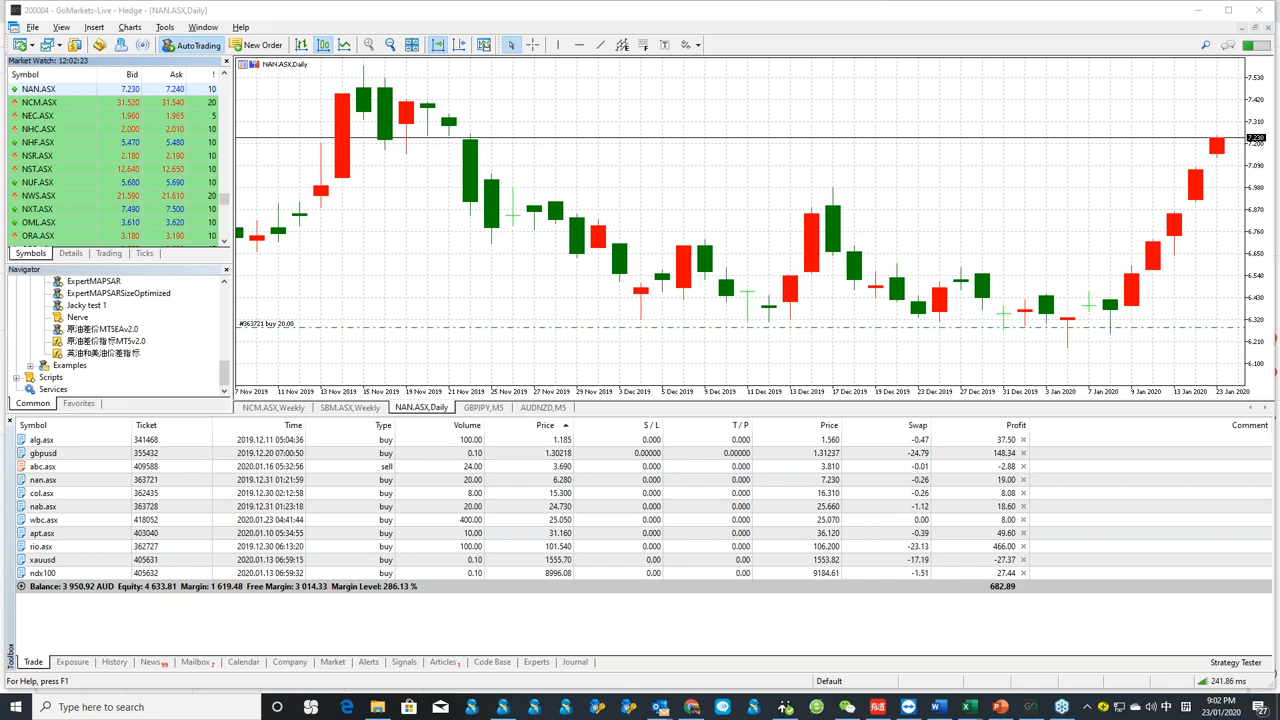 200004 - GoMarkets-Live - Hedge - [NAN.ASX,Daily]
File View Insert Charts Tools Window Help
AutoTrading New Order
Market Watch: 12:02:23
Symbol Bid Ask !
NAN.ASX 7.230 7.240 10
NCM.ASX 31.520 31.540 20
NEC.ASX 1.960 1.965 5
NHC.ASX 2.000 2.010 10
NHF.ASX 5.470 5.480 10
NSR.ASX 2.180 2.190 10
NST.ASX 12.640 12.650 10
NUF.ASX 5.680 5.690 10
NWS.ASX 21.590 21.610 20
NXT.ASX 7.490 7.500 10
OML.ASX 3.610 3.620 10
ORA.ASX 3.180 3.190 10
Symbols Details Trading Ticks
Navigator
ExpertMAPSAR
ExpertMAPSARSizeOptimized
Jacky test 1
Nerve
原油差价MT5EAv2.0
原油差价指标MT5v2.0
英油和美油价差指标
Examples
Scripts
Services
Common Favorites
NAN.ASX,Daily
7.530
7.420
7.310
7.230
7.200
7.090
6.980
6.870
6.760
6.650
6.540
6.430
6.320
6.210
6.100
#363721 buy 20.00
7 Nov 2019 11 Nov 2019 13 Nov 2019 15 Nov 2019 19 Nov 2019 21 Nov 2019 25 Nov 2019 27 Nov 2019 29 Nov 2019 3 Dec 2019 5 Dec 2019 9 Dec 2019 11 Dec 2019 13 Dec 2019 17 Dec 2019 19 Dec 2019 23 Dec 2019 27 Dec 2019 31 Dec 2019 3 Jan 2020 7 Jan 2020 9 Jan 2020 13 Jan 2020 23 Jan 2020
NCM.ASX,Weekly SBM.ASX,Weekly NAN.ASX,Daily GBPJPY,M5 AUDNZD,M5
Symbol Ticket Time Type Volume Price S / L T / P Price Swap Profit Comment
alg.asx 341468 2019.12.11 05:04:36 buy 100.00 1.185 0.000 0.000 1.560 -0.47 37.50
gbpusd 355432 2019.12.20 07:00:50 buy 0.10 1.30218 0.00000 0.00000 1.31237 -24.79 148.34
abc.asx 409588 2020.01.16 05:32:56 sell 24.00 3.690 0.000 0.000 3.810 -0.01 -2.88
nan.asx 363721 2019.12.31 01:21:59 buy 20.00 6.280 0.000 0.000 7.230 -0.26 19.00
col.asx 362435 2019.12.30 02:12:58 buy 8.00 15.300 0.000 0.000 16.310 -0.26 8.08
nab.asx 363728 2019.12.31 01:23:18 buy 20.00 24.730 0.000 0.000 25.660 -1.12 18.60
wbc.asx 418052 2020.01.23 04:41:44 buy 400.00 25.050 0.000 0.000 25.070 0.00 8.00
apt.asx 403040 2020.01.10 05:34:55 buy 10.00 31.160 0.000 0.000 36.120 -0.39 49.60
rio.asx 362727 2019.12.30 06:13:20 buy 100.00 101.540 0.000 0.000 106.200 -23.13 466.00
xauusd 405631 2020.01.13 06:59:15 buy 0.10 1555.70 0.00 0.00 1553.82 -17.19 -27.37
ndx100 405632 2020.01.13 06:59:32 buy 0.10 8996.08 0.00 0.00 9184.61 -1.51 27.44
Balance: 3 950.92 AUD Equity: 4 633.81 Margin: 1 619.48 Free Margin: 3 014.33 Margin Level: 286.13 % 682.89
Toolbox
Trade Exposure History News 99 Mailbox 7 Calendar Company Market Alerts Signals Articles 1 Code Base Experts Journal Strategy Tester
For Help, press F1 Default 241.86 ms
Type here to search
9:02 PM
23/01/2020
中
27